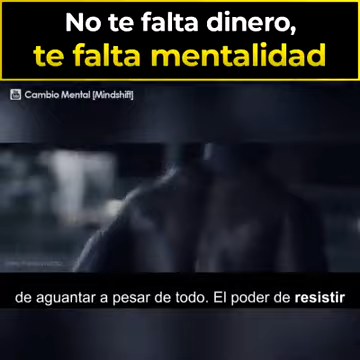 No te falta dinero,
te falta mentalidad
Cambio Mental [Mindshift]
de aguantar a pesar de todo. El poder de resistir